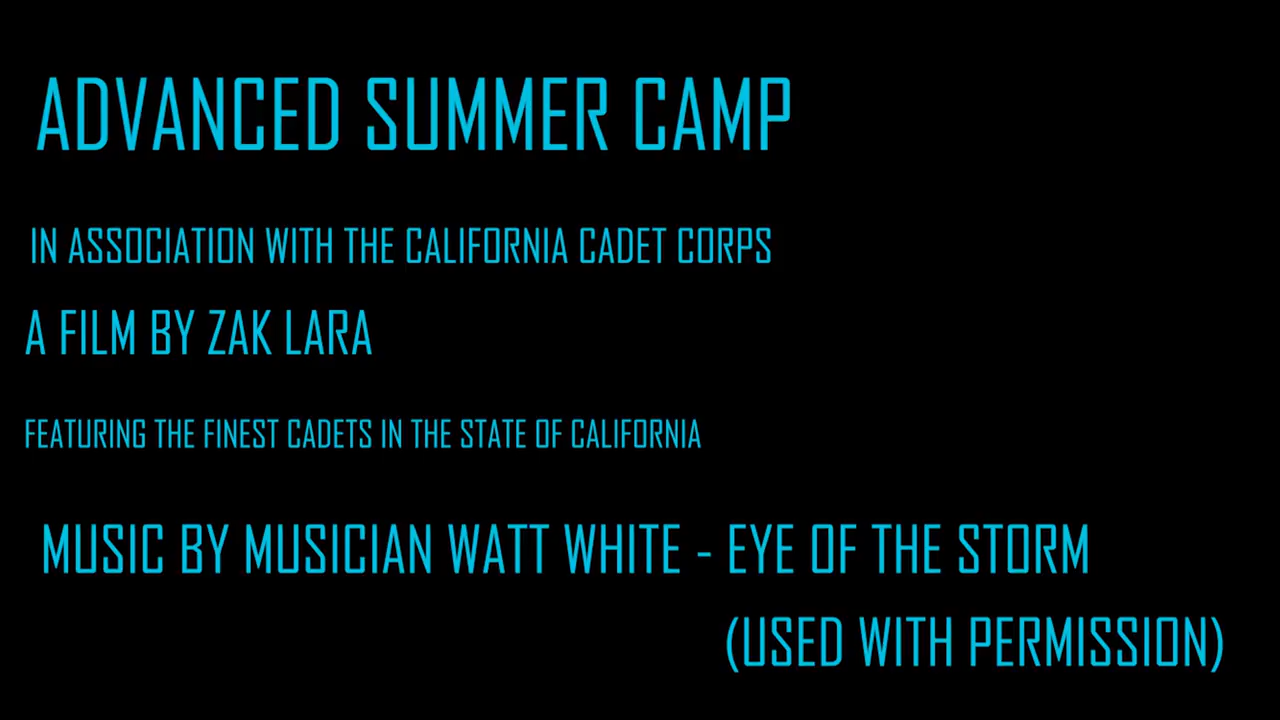 ADVANCED SUMMER CAMP
IN ASSOCIATION WITH THE CALIFORNIA CADET CORPS
A FILM BY ZAK LARA
FEATURING THE FINEST CADETS IN THE STATE OF CALIFORNIA
MUSIC BY MUSICIAN WATT WHITE - EYE OF THE STORM
(USED WITH PERMISSION)